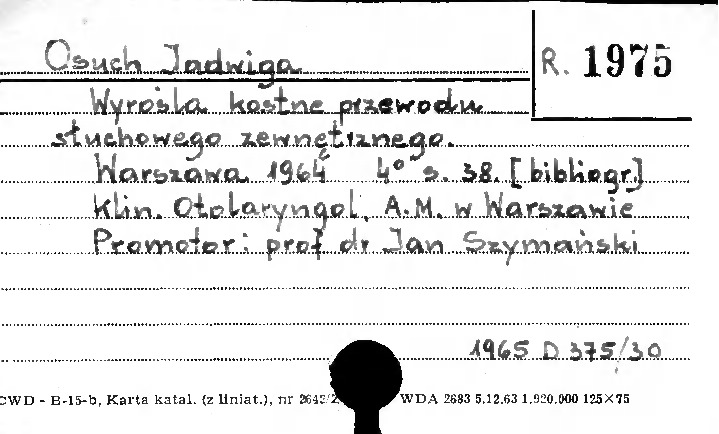 Osuch Jadwiga
R. 1975
Wyrośla kostne przewodu
słuchowego zewnętrznego.
Warszawa 1964 4° s. 38. [bibliogr.]
Klin. Otolaryngol. A.M. w Warszawie
Promotor: prof dr Jan Szymański
1965 D 375/30
CWD - B-15-b, Karta katal. (z liniat.), nr 2642/2 WDA 2683 5.12.63 1.920.000 125×75